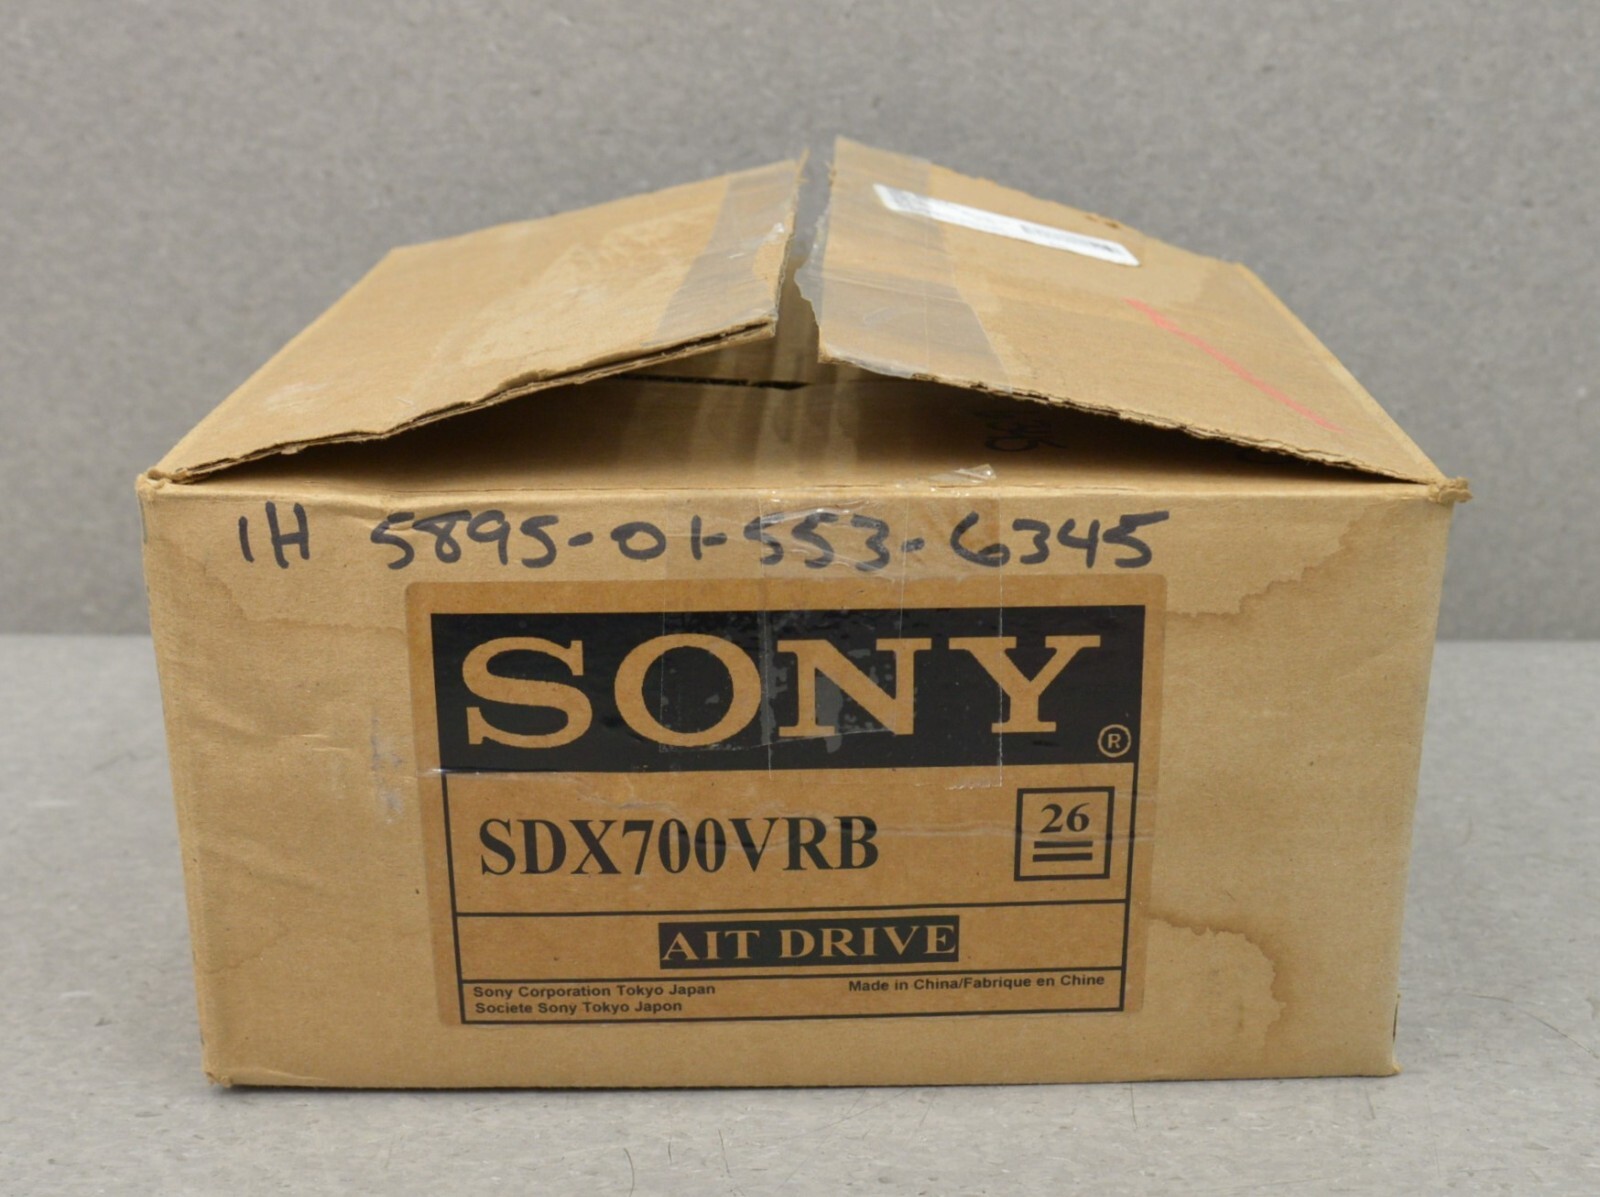 1H 5895-01-553-6345
SONY®
SDX700VRB
26
AIT DRIVE
Sony Corporation Tokyo Japan
Societe Sony Tokyo Japon
Made in China/Fabrique en Chine